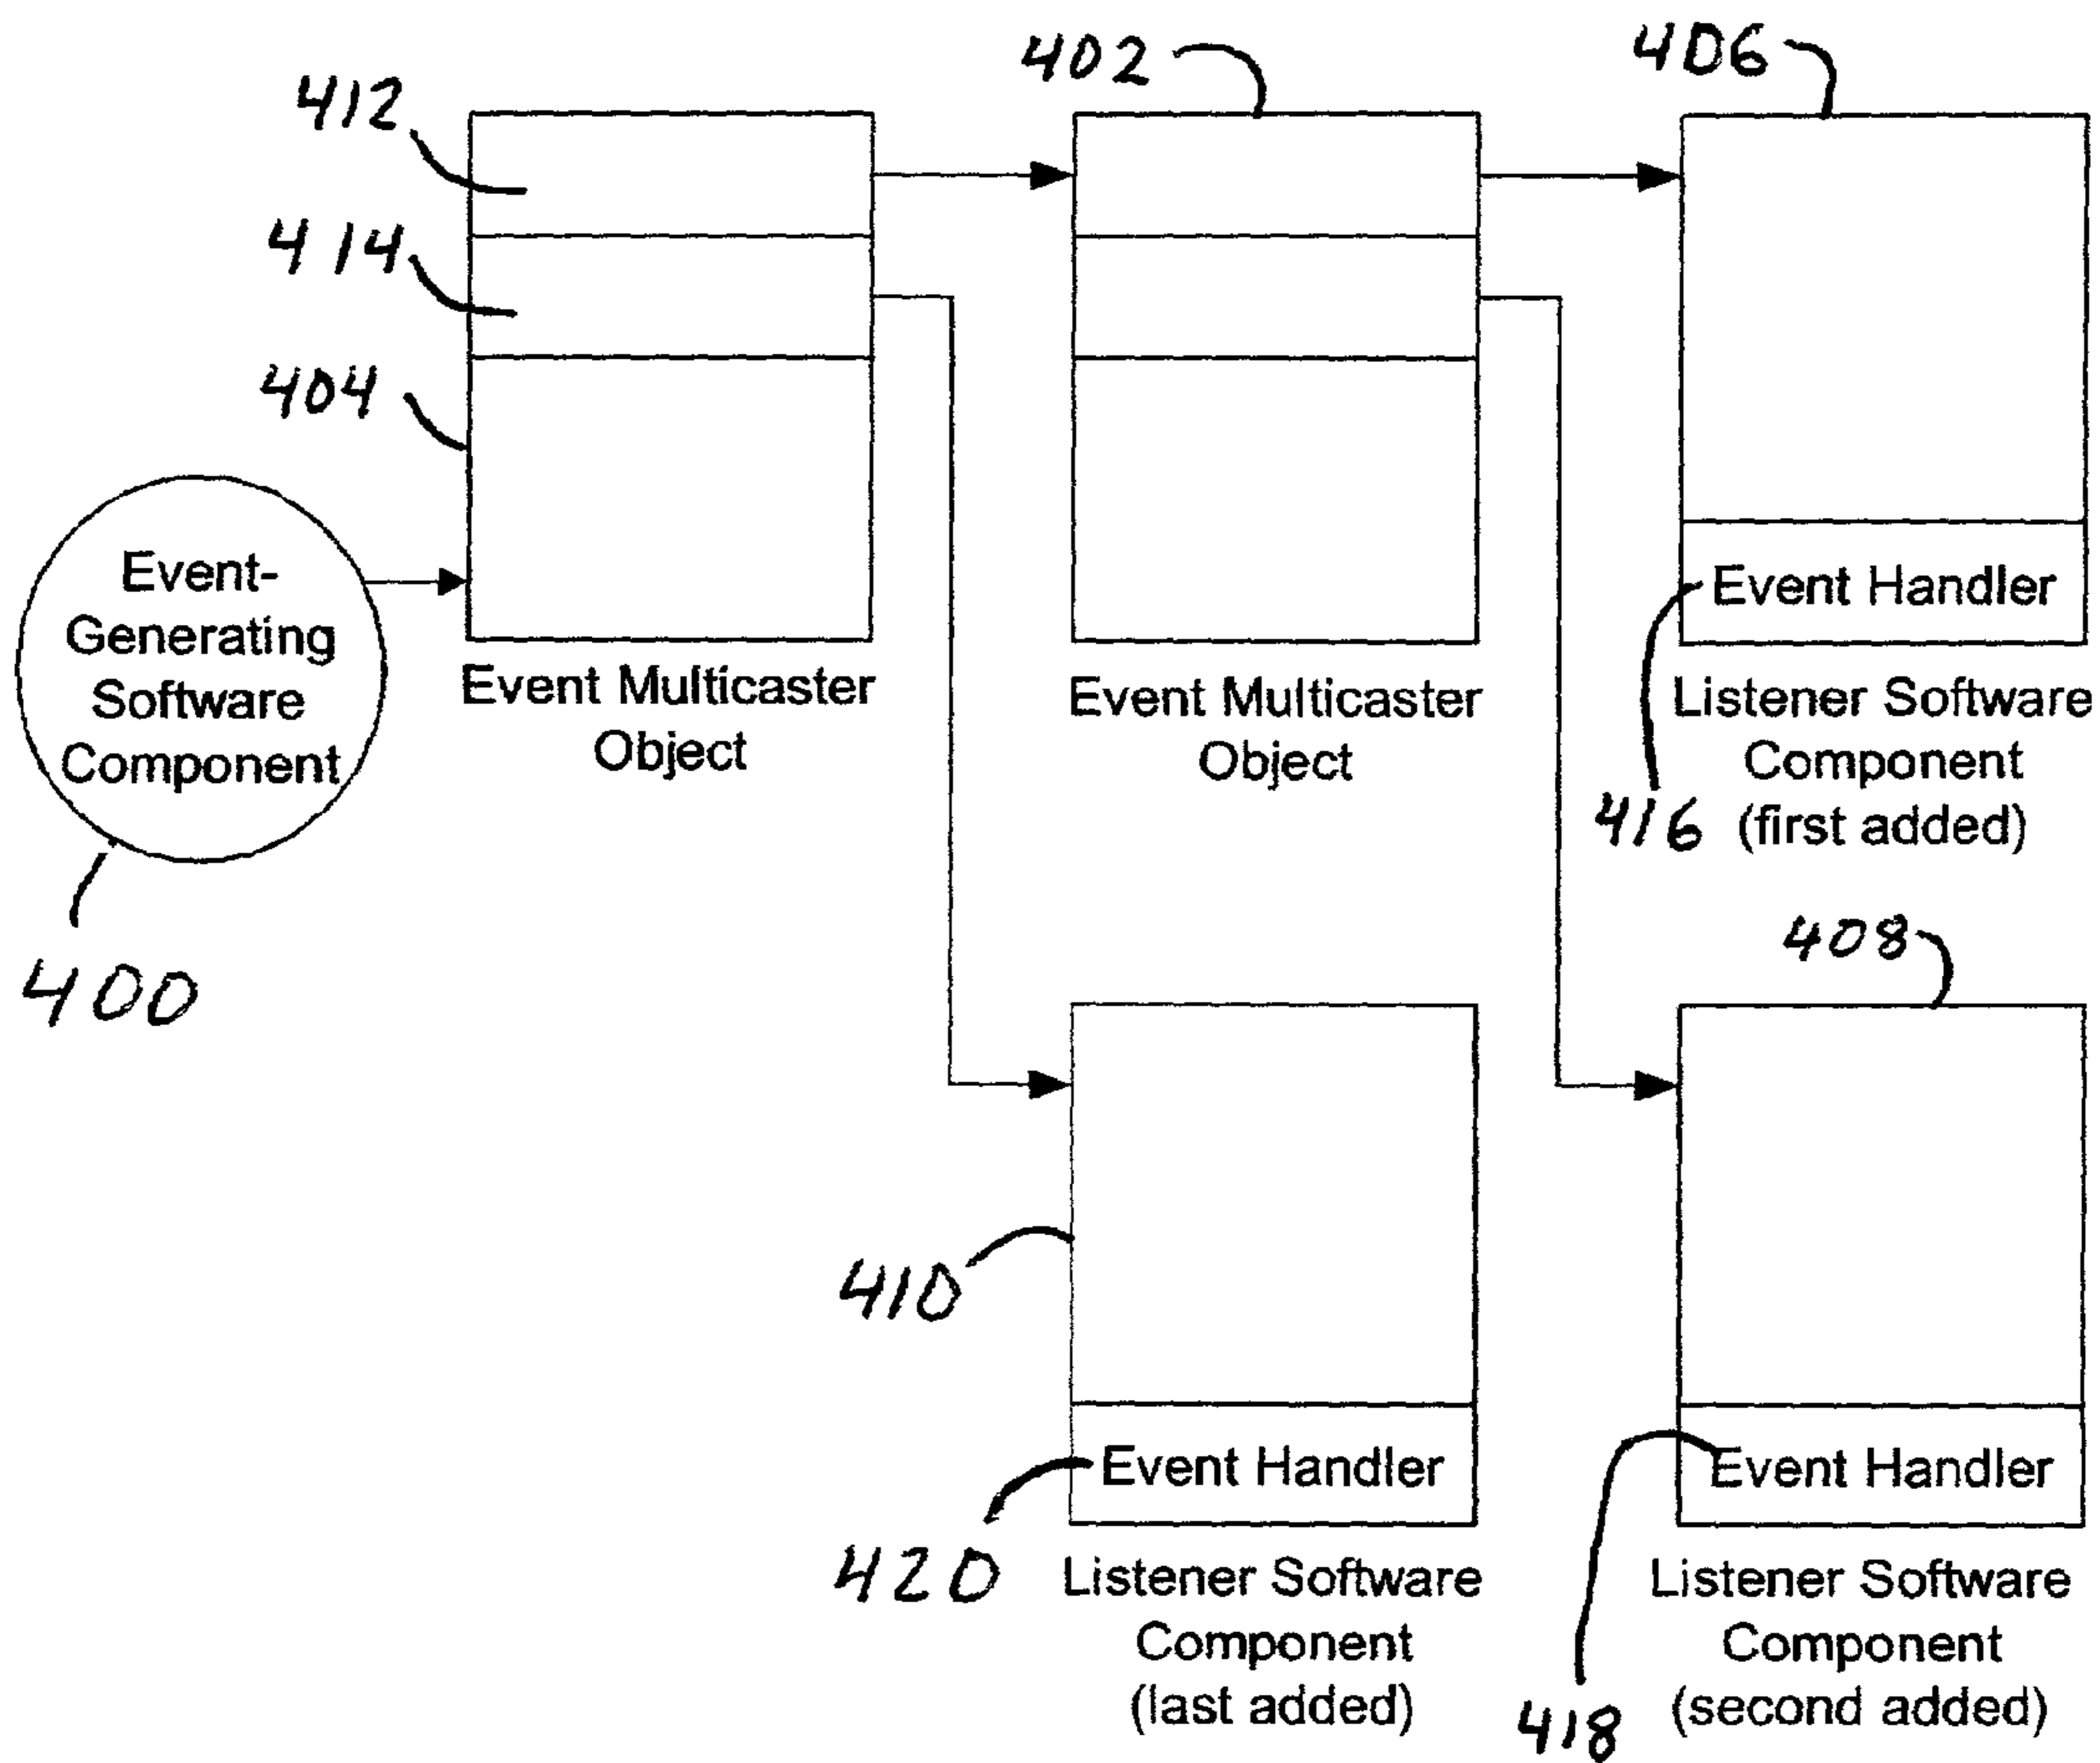 402
406
412
414
404
Event-
Generating
Software
Component
400
Event Multicaster
Object
Event Multicaster
Object
Event Handler
416
Listener Software
Component
(first added)
408
410
Event Handler
420
Listener Software
Component
(last added)
Event Handler
418
Listener Software
Component
(second added)